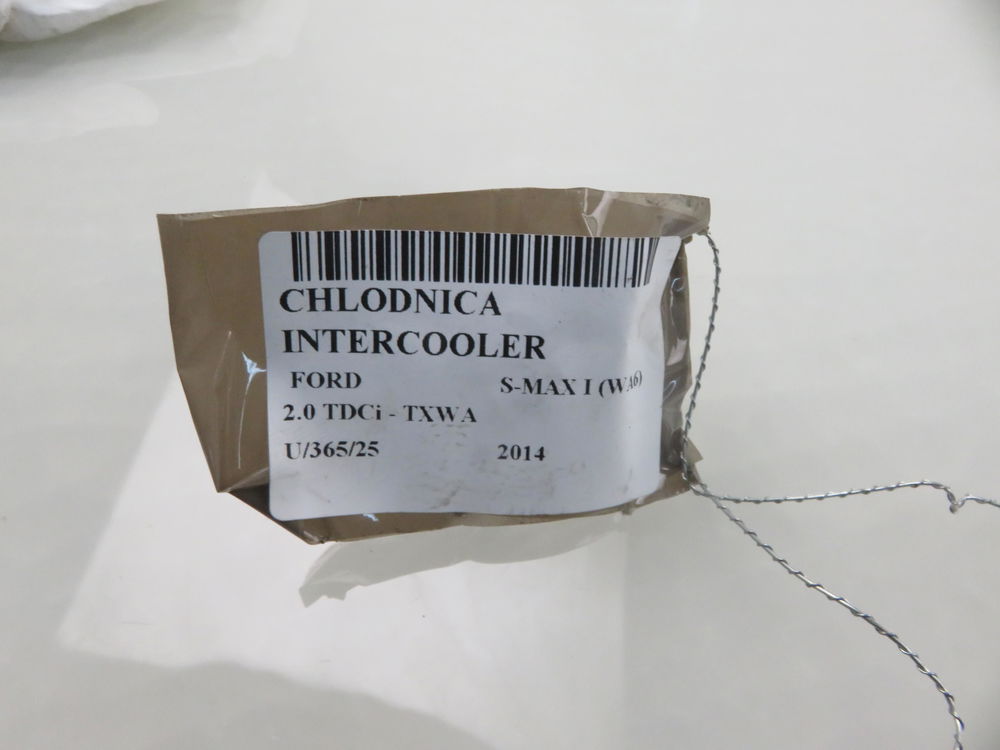 CHLODNICA
INTERCOOLER
FORD S-MAX I (WA6)
2.0 TDCi - TXWA
U/365/25 2014